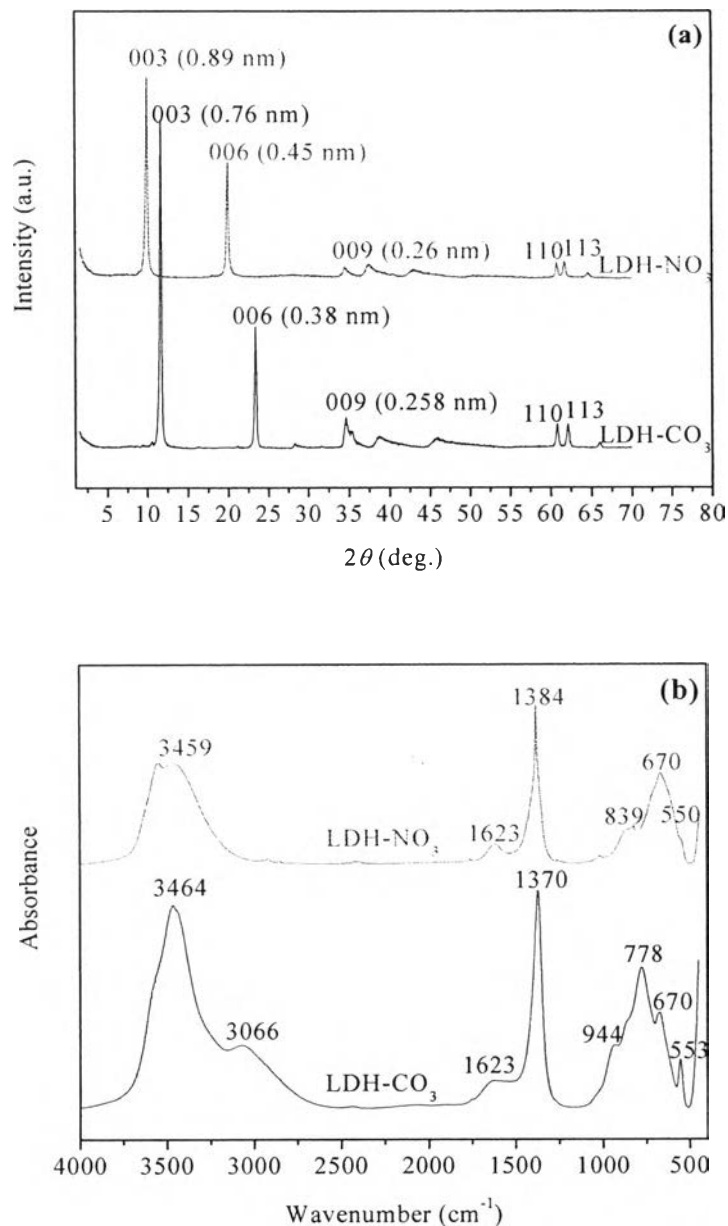 (a)
003 (0.89 nm)
003 (0.76 nm)
006 (0.45 nm)
009 (0.26 nm)
110 113
LDH-NO3
006 (0.38 nm)
009 (0.258 nm)
110 113
LDH-CO3
Intensity (a.u.)
5 10 15 20 25 30 35 40 45 50 55 60 65 70 75 80
2θ (deg.)
(b)
1384
3459
670
839 550
1623
LDH-NO3
1370
3464
778
670
3066
944
1623
553
LDH-CO3
Absorbance
4000 3500 3000 2500 2000 1500 1000 500
Wavenumber (cm-1)